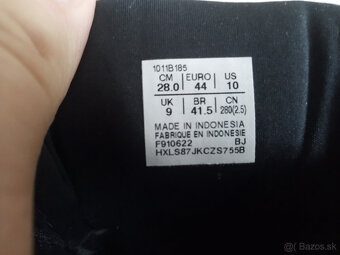 1011B185
CM EURO US
28.0 44 10
UK BR CN
9 41.5 280(2.5)
MADE IN INDONESIA
FABRIQUE EN INDONESIE
F910622 BJ
HXLS87JKCZS755B
Bazos.sk